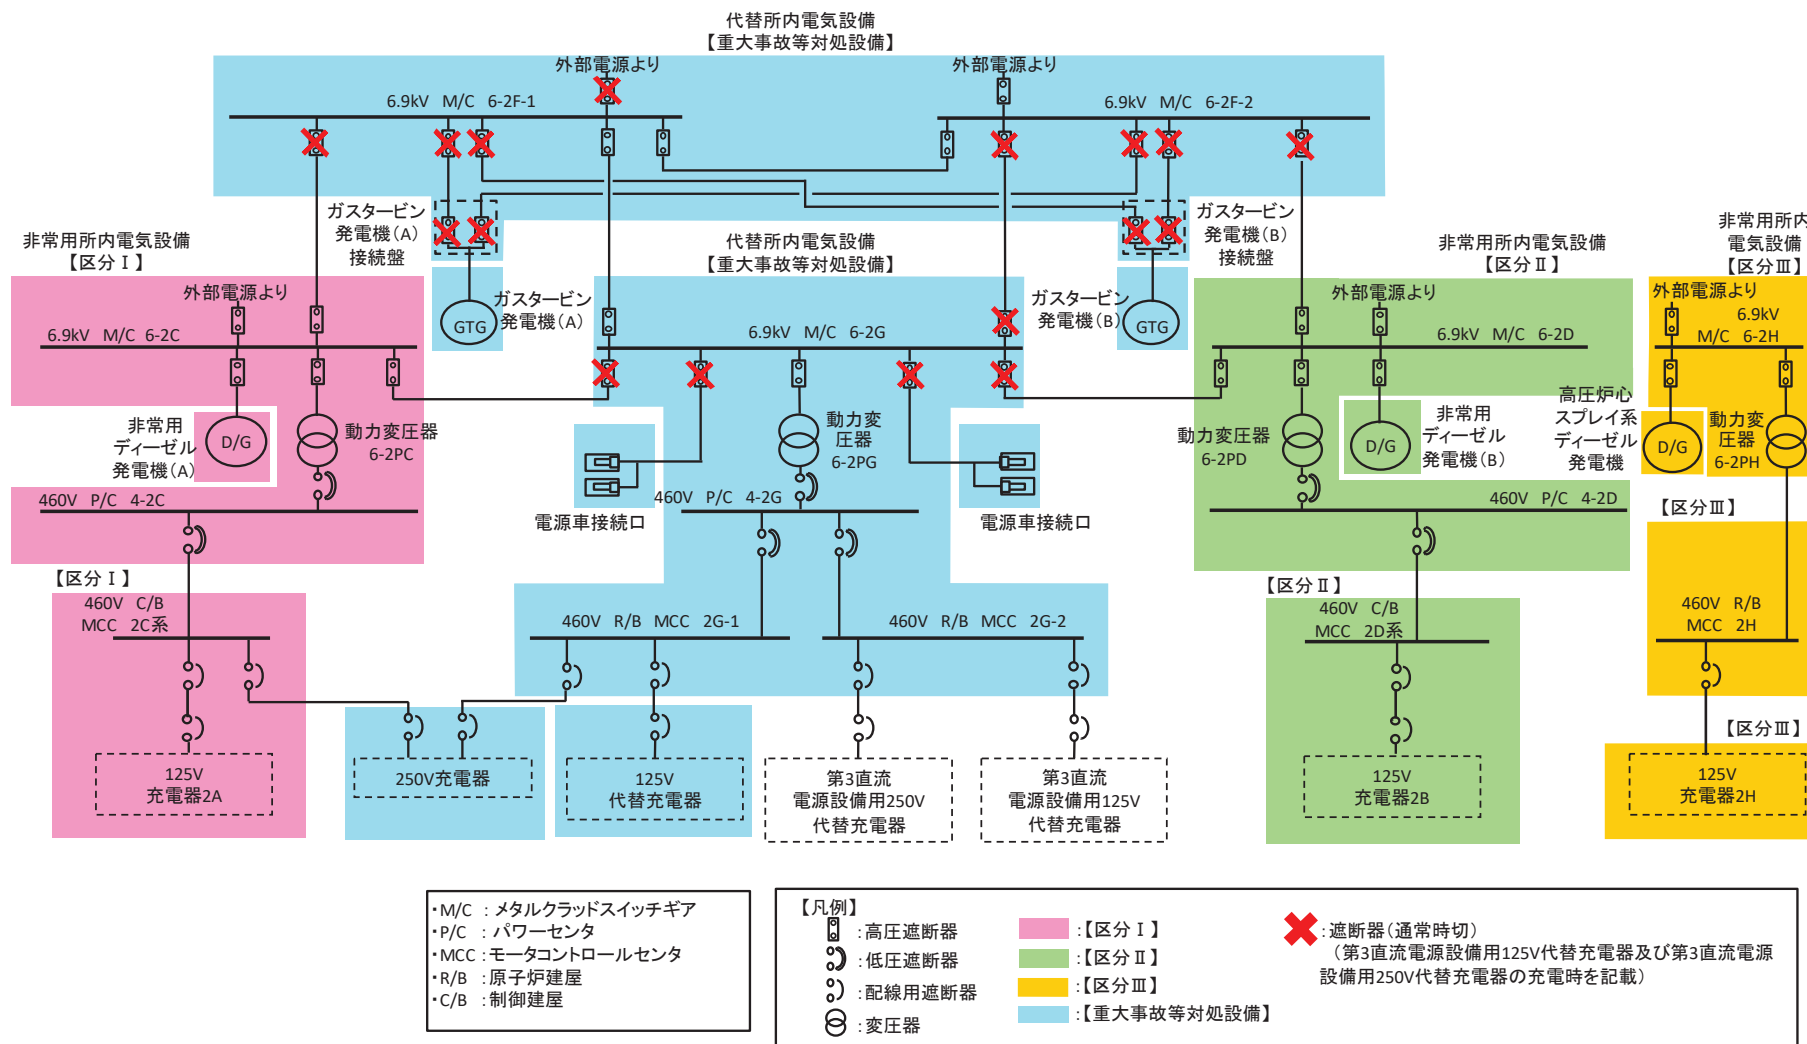 代替所内電気設備
【重大事故等対処設備】
外部電源より
外部電源より
6.9kV M/C 6-2F-1
6.9kV M/C 6-2F-2
ガスタービン
発電機(A)
接続盤
ガスタービン
発電機(B)
接続盤
非常用所内電気設備
【区分Ⅰ】
代替所内電気設備
【重大事故等対処設備】
非常用所内電気設備
【区分Ⅱ】
非常用所内
電気設備
【区分Ⅲ】
外部電源より
GTG
ガスタービン
発電機(A)
ガスタービン
発電機(B)
GTG
外部電源より
外部電源より
6.9kV M/C 6-2C
6.9kV M/C 6-2G
6.9kV M/C 6-2D
6.9kV
M/C 6-2H
非常用
ディーゼル
発電機(A)
D/G
動力変圧器
6-2PC
動力変
圧器
6-2PG
動力変圧器
6-2PD
D/G
非常用
ディーゼル
発電機(B)
高圧炉心
スプレイ系
ディーゼル
発電機
D/G
動力変
圧器
6-2PH
460V P/C 4-2C
460V P/C 4-2G
460V P/C 4-2D
電源車接続口
電源車接続口
【区分Ⅰ】
【区分Ⅱ】
【区分Ⅲ】
460V C/B
MCC 2C系
460V R/B MCC 2G-1
460V R/B MCC 2G-2
460V C/B
MCC 2D系
460V R/B
MCC 2H
【区分Ⅲ】
125V
充電器2A
250V充電器
125V
代替充電器
第3直流
電源設備用250V
代替充電器
第3直流
電源設備用125V
代替充電器
125V
充電器2B
125V
充電器2H
・M/C : メタルクラッドスイッチギア
・P/C : パワーセンタ
・MCC : モータコントロールセンタ
・R/B : 原子炉建屋
・C/B : 制御建屋
【凡例】
:高圧遮断器
:低圧遮断器
:配線用遮断器
:変圧器
:【区分Ⅰ】
:【区分Ⅱ】
:【区分Ⅲ】
:【重大事故等対処設備】
:遮断器(通常時切)
(第3直流電源設備用125V代替充電器及び第3直流電源
設備用250V代替充電器の充電時を記載)